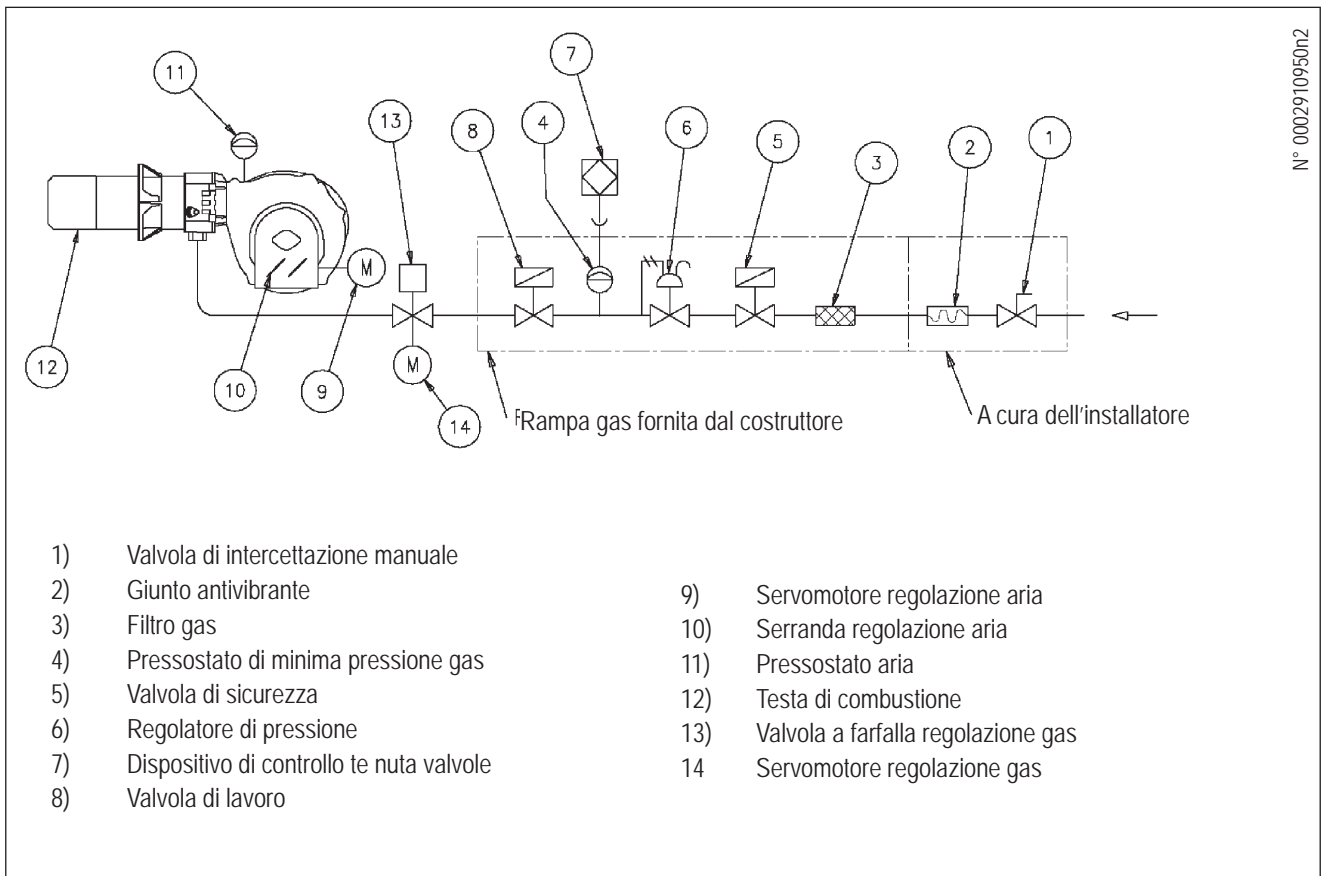 N° 0002910950n2
11
7
13
8
4
6
5
3
2
1
M
M
12
10
9
14
Rampa gas fornita dal costruttore
A cura dell'installatore
1) Valvola di intercettazione manuale
2) Giunto antivibrante
3) Filtro gas
4) Pressostato di minima pressione gas
5) Valvola di sicurezza
6) Regolatore di pressione
7) Dispositivo di controllo te nuta valvole
8) Valvola di lavoro
9) Servomotore regolazione aria
10) Serranda regolazione aria
11) Pressostato aria
12) Testa di combustione
13) Valvola a farfalla regolazione gas
14 Servomotore regolazione gas